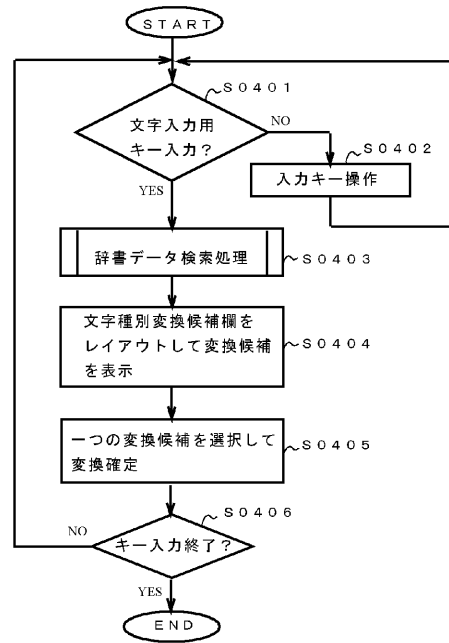 ＳＴＡＲＴ
Ｓ０４０１
文字入力用
キー入力？
NO
Ｓ０４０２
入力キー操作
YES
辞書データ検索処理
Ｓ０４０３
文字種別変換候補欄を
レイアウトして変換候補
を表示
Ｓ０４０４
一つの変換候補を選択して
変換確定
Ｓ０４０５
Ｓ０４０６
NO
キー入力終了？
YES
ＥＮＤ